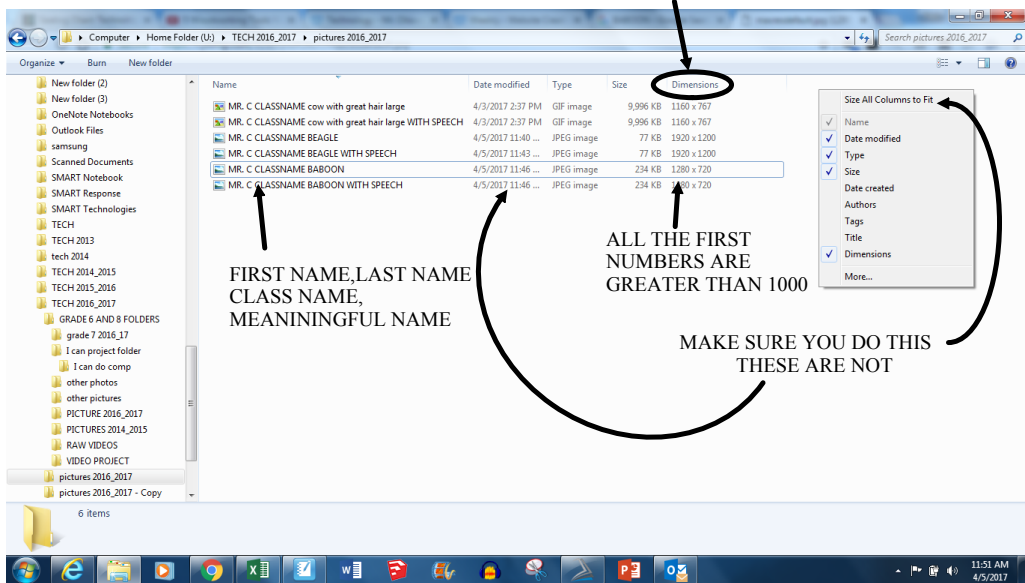 Computer ▸ Home Folder (U:) ▸ TECH 2016_2017 ▸ pictures 2016_2017
Search pictures 2016_2017
Organize Burn New folder
New folder (2)
New folder (3)
OneNote Notebooks
Outlook Files
samsung
Scanned Documents
SMART Notebook
SMART Response
SMART Technologies
TECH
TECH 2013
tech 2014
TECH 2014_2015
TECH 2015_2016
TECH 2016_2017
GRADE 6 AND 8 FOLDERS
grade 7 2016_17
I can project folder
I can do comp
other photos
other pictures
PICTURE 2016_2017
PICTURES 2014_2015
RAW VIDEOS
VIDEO PROJECT
pictures 2016_2017
pictures 2016_2017 - Copy
Name Date modified Type Size Dimensions
MR. C CLASSNAME cow with great hair large 4/3/2017 2:37 PM GIF image 9,996 KB 1160 x 767
MR. C CLASSNAME cow with great hair large WITH SPEECH 4/3/2017 2:37 PM GIF image 9,996 KB 1160 x 767
MR. C CLASSNAME BEAGLE 4/5/2017 11:40 ... JPEG image 77 KB 1920 x 1200
MR. C CLASSNAME BEAGLE WITH SPEECH 4/5/2017 11:43 ... JPEG image 77 KB 1920 x 1200
MR. C CLASSNAME BABOON 4/5/2017 11:46 ... JPEG image 234 KB 1280 x 720
MR. C CLASSNAME BABOON WITH SPEECH 4/5/2017 11:46 ... JPEG image 234 KB 1280 x 720
Size All Columns to Fit
Name
Date modified
Type
Size
Date created
Authors
Tags
Title
Dimensions
More...
FIRST NAME,LAST NAME
CLASS NAME,
MEANININGFUL NAME
ALL THE FIRST
NUMBERS ARE
GREATER THAN 1000
MAKE SURE YOU DO THIS
THESE ARE NOT
6 items
11:51 AM
4/5/2017